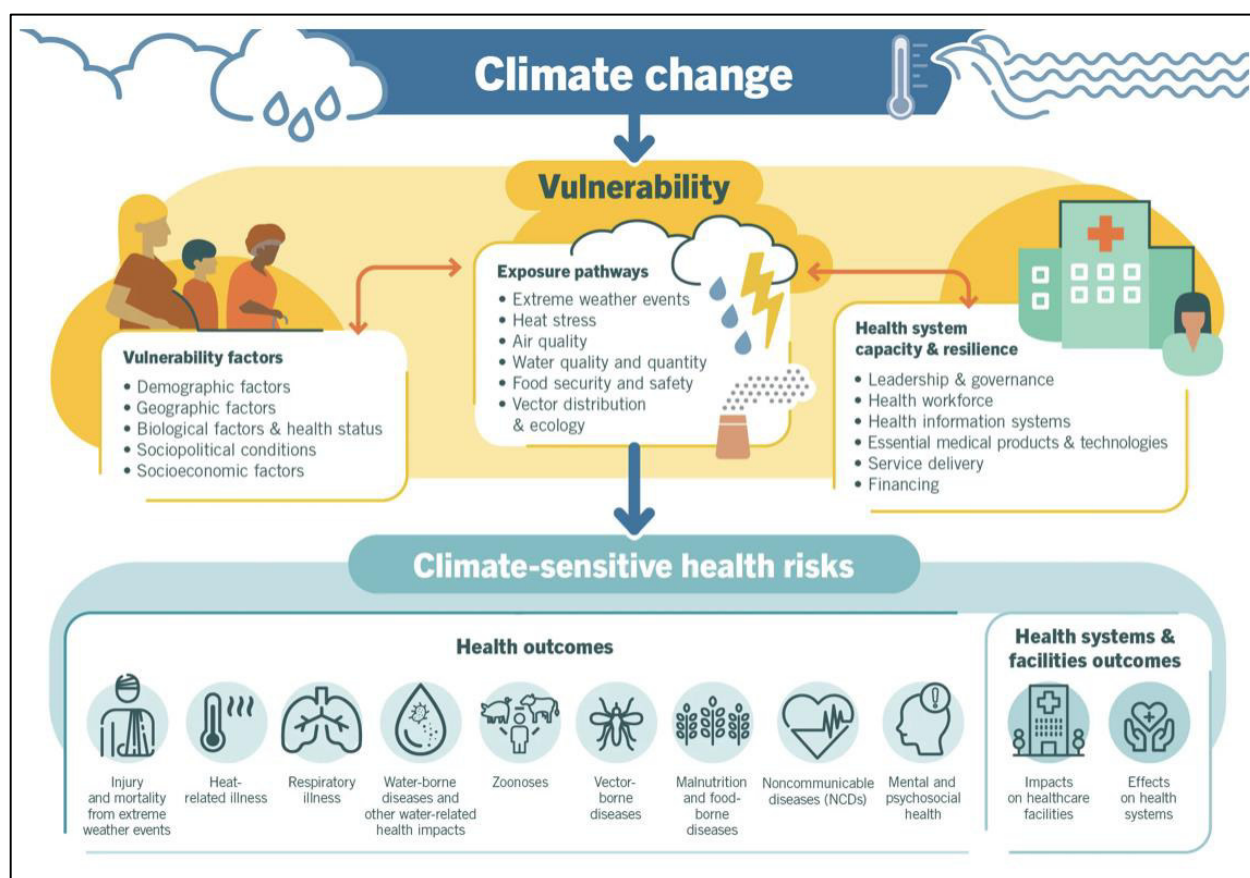 Climate change
Vulnerability
Vulnerability factors
• Demographic factors
• Geographic factors
• Biological factors & health status
• Sociopolitical conditions
• Socioeconomic factors
Exposure pathways
• Extreme weather events
• Heat stress
• Air quality
• Water quality and quantity
• Food security and safety
• Vector distribution
& ecology
Health system
capacity & resilience
• Leadership & governance
• Health workforce
• Health information systems
• Essential medical products & technologies
• Service delivery
• Financing
Climate-sensitive health risks
Health outcomes
Injury
and mortality
from extreme
weather events
Heat-
related illness
Respiratory
illness
Water-borne
diseases and
other water-related
health impacts
Zoonoses
Vector-
borne
diseases
Malnutrition
and food-
borne
diseases
Noncommunicable
diseases (NCDs)
Mental and
psychosocial
health
Health systems &
facilities outcomes
Impacts
on healthcare
facilities
Effects
on health
systems